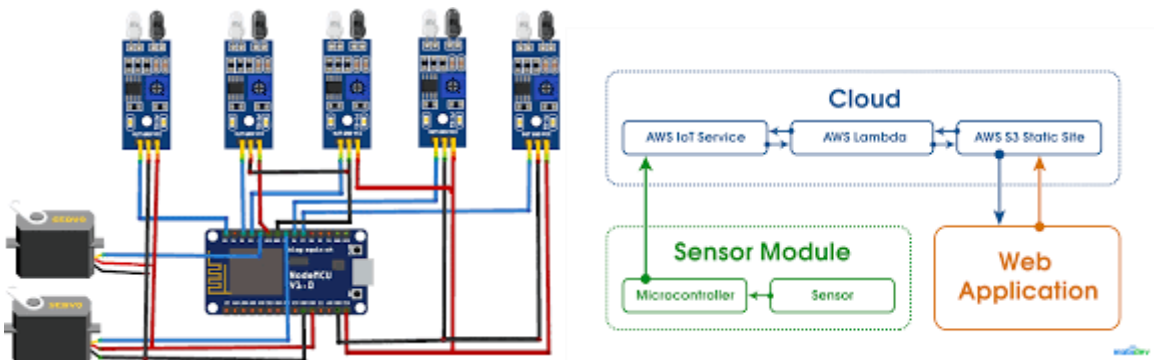 SERVO
SERVO
NodeMCU
V1.0
Cloud
AWS IoT Service
AWS Lambda
AWS S3 Static Site
Sensor Module
Microcontroller
Sensor
Web
Application